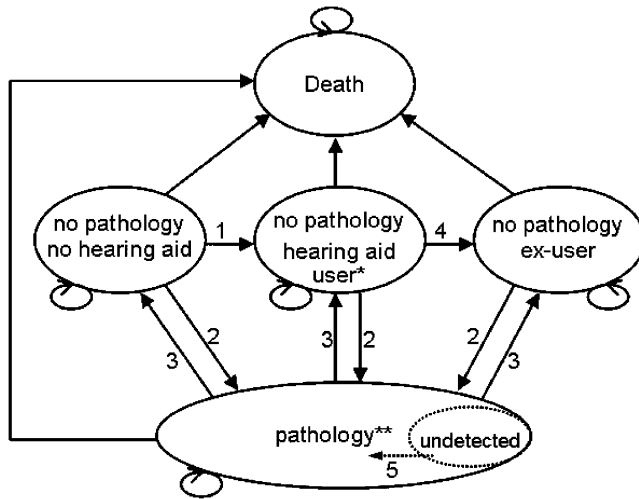 Death
no pathology
no hearing aid
1
no pathology
hearing aid
user*
4
no pathology
ex-user
3
2
3
2
2
3
pathology**
undetected
5